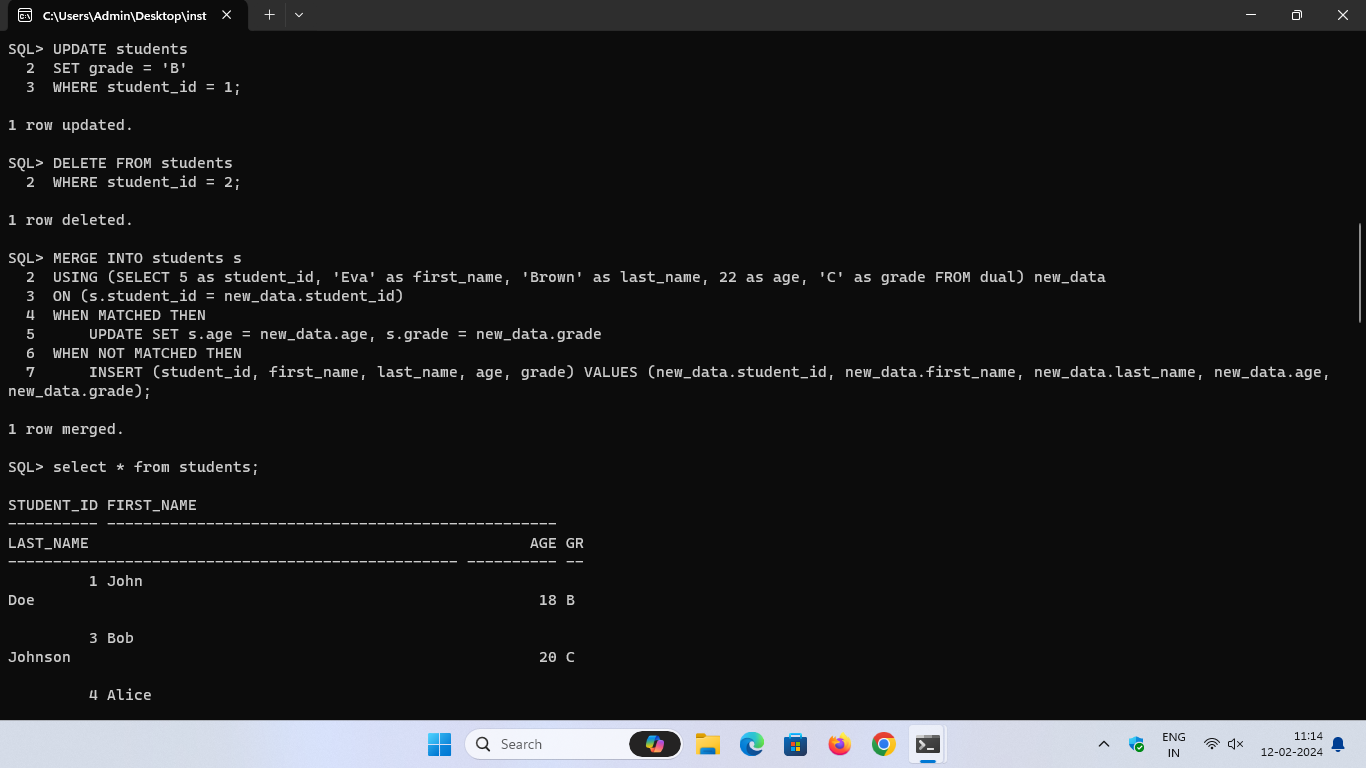 C:\Users\Admin\Desktop\inst
SQL> UPDATE students
  2  SET grade = 'B'
  3  WHERE student_id = 1;
1 row updated.
SQL> DELETE FROM students
  2  WHERE student_id = 2;
1 row deleted.
SQL> MERGE INTO students s
  2  USING (SELECT 5 as student_id, 'Eva' as first_name, 'Brown' as last_name, 22 as age, 'C' as grade FROM dual) new_data
  3  ON (s.student_id = new_data.student_id)
  4  WHEN MATCHED THEN
  5      UPDATE SET s.age = new_data.age, s.grade = new_data.grade
  6  WHEN NOT MATCHED THEN
  7      INSERT (student_id, first_name, last_name, age, grade) VALUES (new_data.student_id, new_data.first_name, new_data.last_name, new_data.age,
new_data.grade);
1 row merged.
SQL> select * from students;
STUDENT_ID FIRST_NAME
---------- --------------------------------------------------
LAST_NAME                                                 AGE GR
-------------------------------------------------- ---------- --
         1 John
Doe                                                        18 B
         3 Bob
Johnson                                                    20 C
         4 Alice
Search
ENG
IN
11:14
12-02-2024